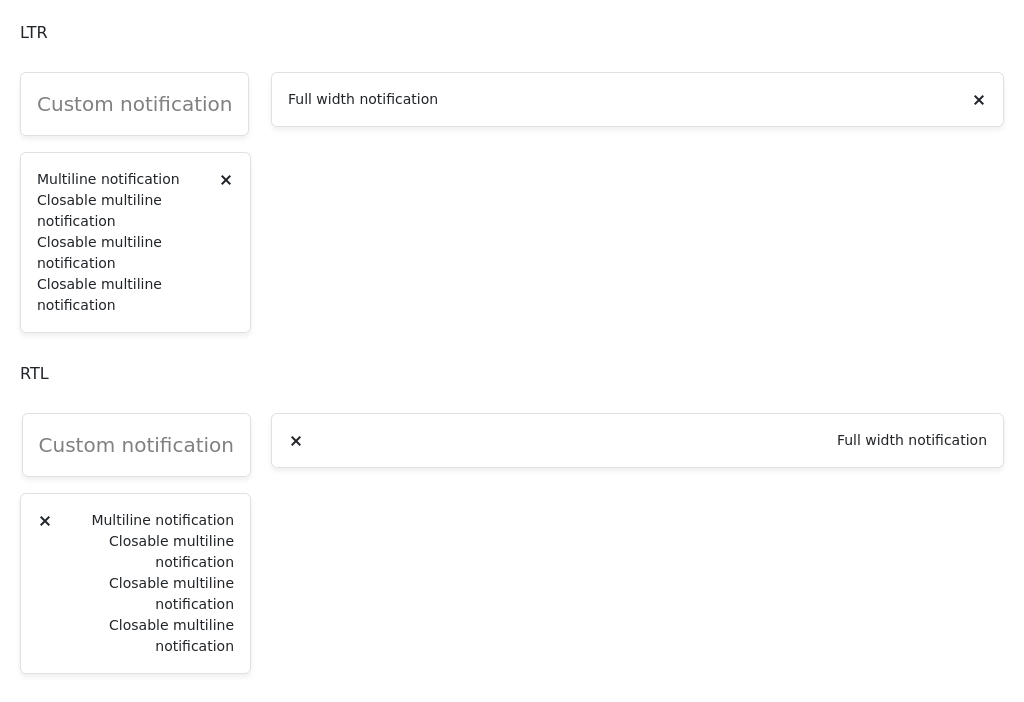 LTR
Custom notification
Full width notification
Multiline notification
Closable multiline
notification
Closable multiline
notification
Closable multiline
notification
RTL
Custom notification
Full width notification
Multiline notification
Closable multiline
notification
Closable multiline
notification
Closable multiline
notification